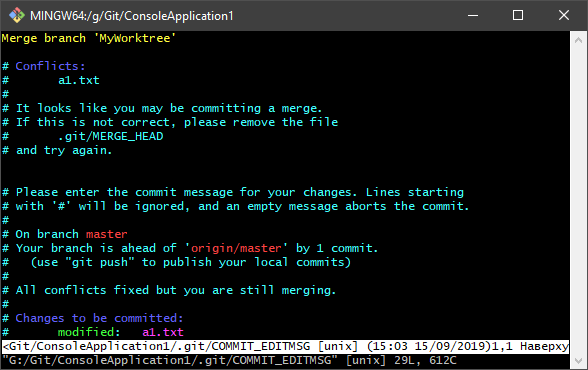 MINGW64:/g/Git/ConsoleApplication1
Merge branch 'MyWorktree'

# Conflicts:
#       a1.txt
#
# It looks like you may be committing a merge.
# If this is not correct, please remove the file
#       .git/MERGE_HEAD
# and try again.


# Please enter the commit message for your changes. Lines starting
# with '#' will be ignored, and an empty message aborts the commit.
#
# On branch master
# Your branch is ahead of 'origin/master' by 1 commit.
#   (use "git push" to publish your local commits)
#
# All conflicts fixed but you are still merging.
#
# Changes to be committed:
#       modified:   a1.txt
<Git/ConsoleApplication1/.git/COMMIT_EDITMSG [unix] (15:03 15/09/2019)1,1 Наверху
"G:/Git/ConsoleApplication1/.git/COMMIT_EDITMSG" [unix] 29L, 612C